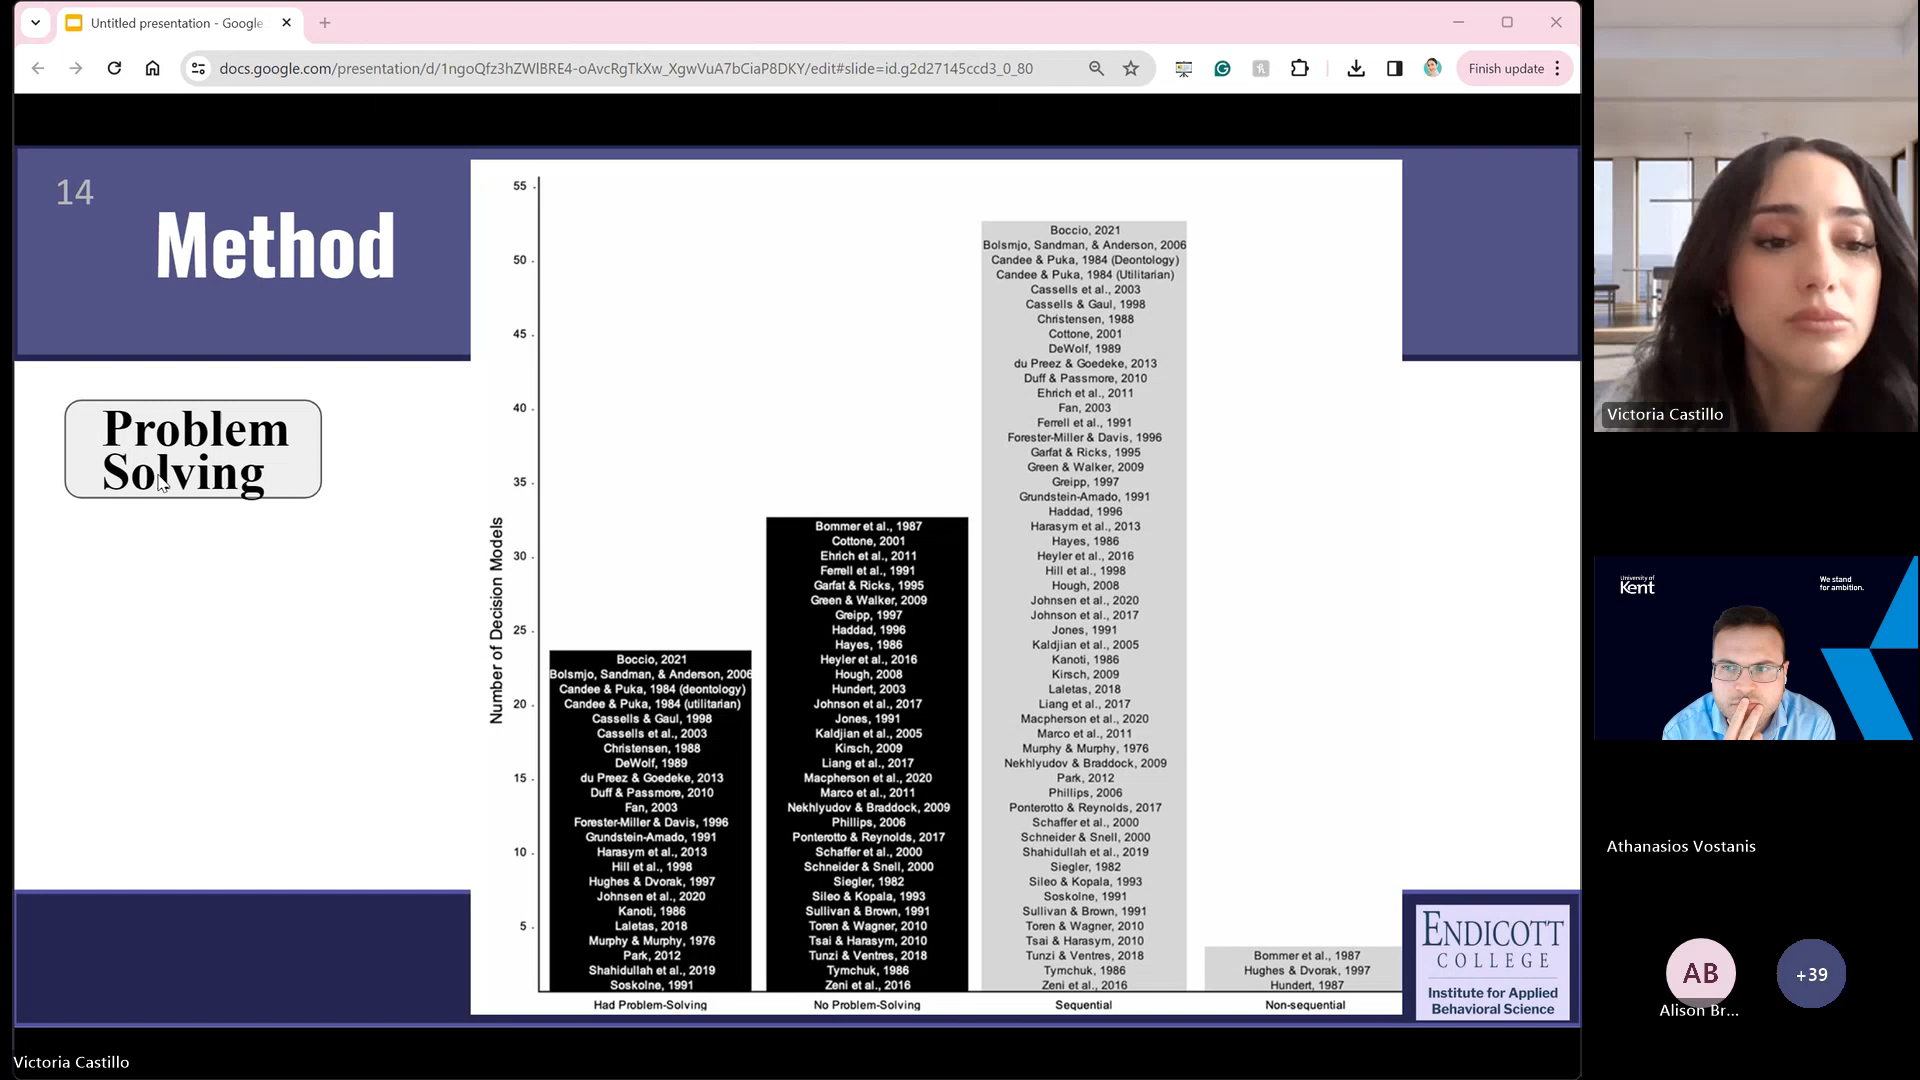 Untitled presentation - Google
docs.google.com/presentation/d/1ngoQfz3hZWlBRE4-oAvcRgTkXw_XgwVuA7bCiaP8DKY/edit#slide=id.g2d27145ccd3_0_80
Finish update
14
Method
Problem
Solving
Number of Decision Models
55
50
45
40
35
30
25
20
15
10
5
Boccio, 2021
Bolsmjo, Sandman, & Anderson, 2006
Candee & Puka, 1984 (deontology)
Candee & Puka, 1984 (utilitarian)
Cassells & Gaul, 1998
Cassells et al., 2003
Christensen, 1988
DeWolf, 1989
du Preez & Goedeke, 2013
Duff & Passmore, 2010
Fan, 2003
Forester-Miller & Davis, 1996
Grundstein-Amado, 1991
Harasym et al., 2013
Hill et al., 1998
Hughes & Dvorak, 1997
Johnsen et al., 2020
Kanoti, 1986
Laletas, 2018
Murphy & Murphy, 1976
Park, 2012
Shahidullah et al., 2019
Soskolne, 1991
Had Problem-Solving
Bommer et al., 1987
Cottone, 2001
Ehrich et al., 2011
Ferrell et al., 1991
Garfat & Ricks, 1995
Green & Walker, 2009
Greipp, 1997
Haddad, 1996
Hayes, 1986
Heyler et al., 2016
Hough, 2008
Hundert, 2003
Johnson et al., 2017
Jones, 1991
Kaldjian et al., 2005
Kirsch, 2009
Liang et al., 2017
Macpherson et al., 2020
Marco et al., 2011
Nekhlyudov & Braddock, 2009
Phillips, 2006
Ponterotto & Reynolds, 2017
Schaffer et al., 2000
Schneider & Snell, 2000
Siegler, 1982
Sileo & Kopala, 1993
Sullivan & Brown, 1991
Toren & Wagner, 2010
Tsai & Harasym, 2010
Tunzi & Ventres, 2018
Tymchuk, 1986
Zeni et al., 2016
No Problem-Solving
Boccio, 2021
Bolsmjo, Sandman, & Anderson, 2006
Candee & Puka, 1984 (Deontology)
Candee & Puka, 1984 (Utilitarian)
Cassells et al., 2003
Cassells & Gaul, 1998
Christensen, 1988
Cottone, 2001
DeWolf, 1989
du Preez & Goedeke, 2013
Duff & Passmore, 2010
Ehrich et al., 2011
Fan, 2003
Ferrell et al., 1991
Forester-Miller & Davis, 1996
Garfat & Ricks, 1995
Green & Walker, 2009
Greipp, 1997
Grundstein-Amado, 1991
Haddad, 1996
Harasym et al., 2013
Hayes, 1986
Heyler et al., 2016
Hill et al., 1998
Hough, 2008
Johnsen et al., 2020
Johnson et al., 2017
Jones, 1991
Kaldjian et al., 2005
Kanoti, 1986
Kirsch, 2009
Laletas, 2018
Liang et al., 2017
Macpherson et al., 2020
Marco et al., 2011
Murphy & Murphy, 1976
Nekhlyudov & Braddock, 2009
Park, 2012
Phillips, 2006
Ponterotto & Reynolds, 2017
Schaffer et al., 2000
Schneider & Snell, 2000
Shahidullah et al., 2019
Siegler, 1982
Sileo & Kopala, 1993
Soskolne, 1991
Sullivan & Brown, 1991
Toren & Wagner, 2010
Tsai & Harasym, 2010
Tunzi & Ventres, 2018
Tymchuk, 1986
Zeni et al., 2016
Sequential
Bommer et al., 1987
Hughes & Dvorak, 1997
Hundert, 1987
Non-sequential
ENDICOTT
COLLEGE
Institute for Applied
Behavioral Science
Victoria Castillo
University of
Kent
We stand
for ambition.
Athanasios Vostanis
AB
Alison Br...
+39
Victoria Castillo